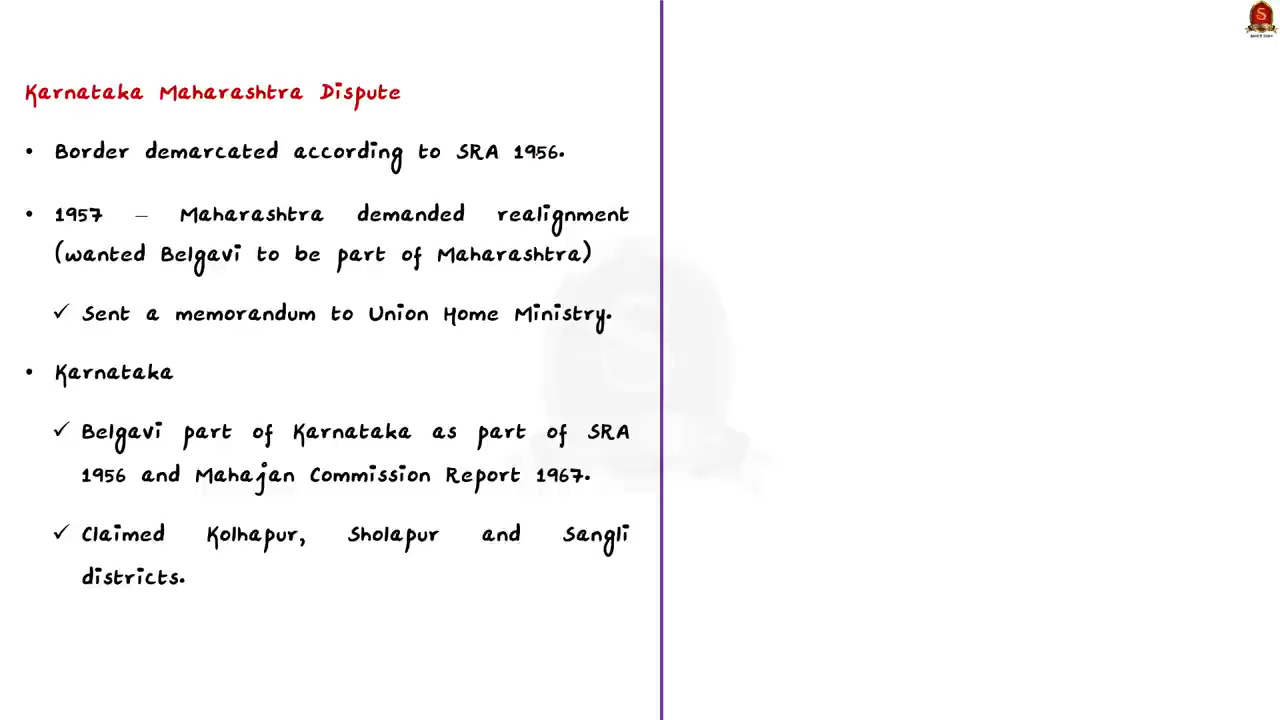 Karnataka Maharashtra Dispute
• Border demarcated according to SRA 1956.
• 1957 – Maharashtra demanded realignment
(wanted Belgavi to be part of Maharashtra)
✓ Sent a memorandum to Union Home Ministry.
• Karnataka
✓ Belgavi part of Karnataka as part of SRA
1956 and Mahajan Commission Report 1967.
✓ Claimed Kolhapur, Sholapur and Sangli
districts.
S